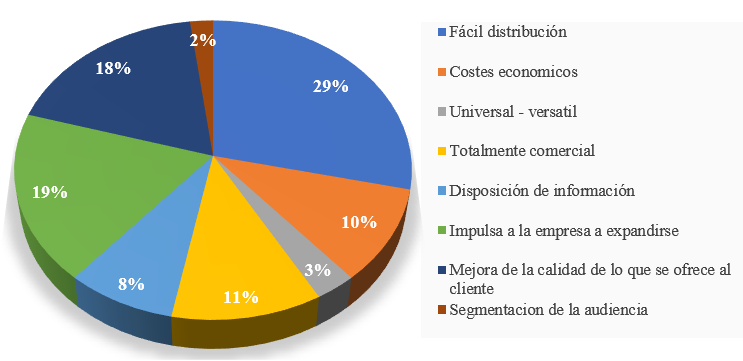 2%
18%
29%
19%
10%
3%
8%
11%
Fácil distribución
Costes economicos
Universal - versatil
Totalmente comercial
Disposición de información
Impulsa a la empresa a expandirse
Mejora de la calidad de lo que se ofrece al
cliente
Segmentacion de la audiencia